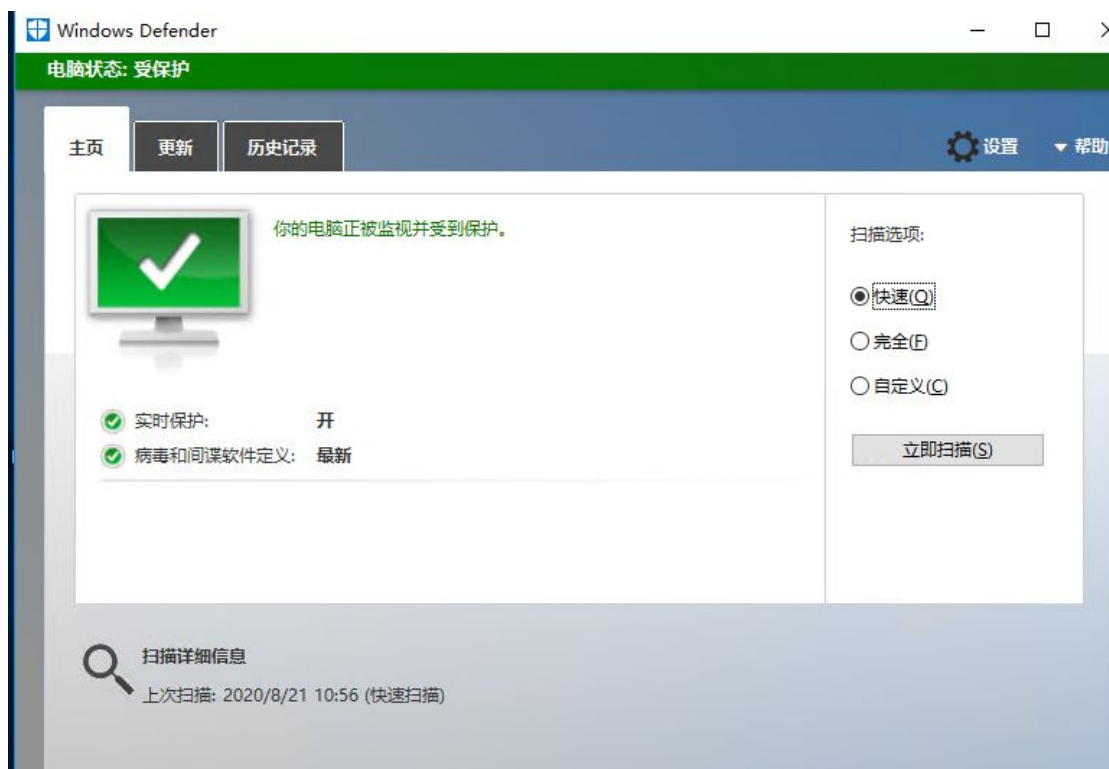 Windows Defender
电脑状态: 受保护
主页
更新
历史记录
设置
帮助
你的电脑正被监视并受到保护。
实时保护: 开
病毒和间谍软件定义: 最新
扫描选项:
快速(Q)
完全(F)
自定义(C)
立即扫描(S)
扫描详细信息
上次扫描: 2020/8/21 10:56 (快速扫描)